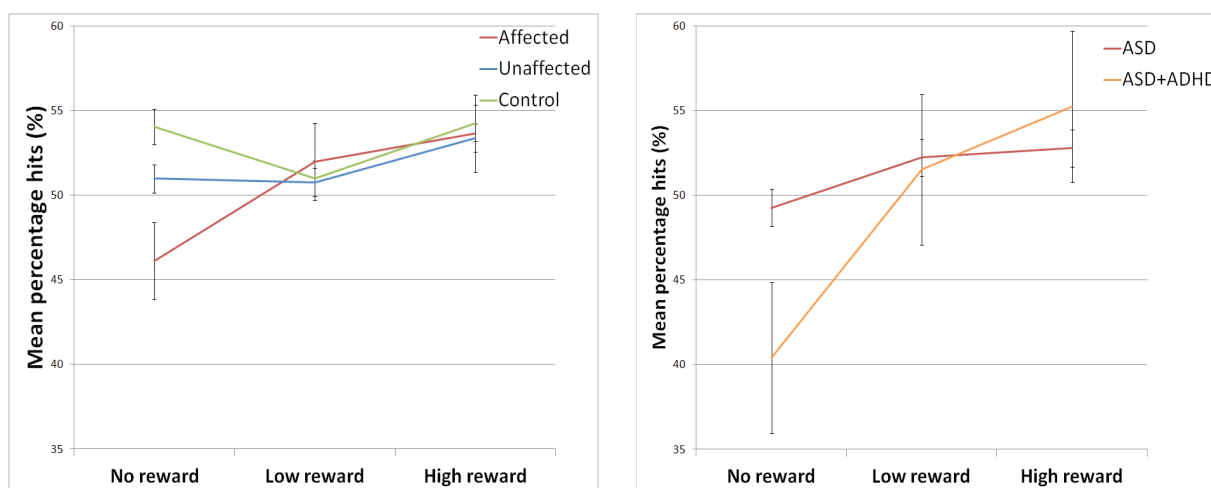 Mean percentage hits (%)
60
55
50
45
40
35
Affected
Unaffected
Control
No reward
Low reward
High reward
Mean percentage hits (%)
60
55
50
45
40
35
ASD
ASD+ADHD
No reward
Low reward
High reward